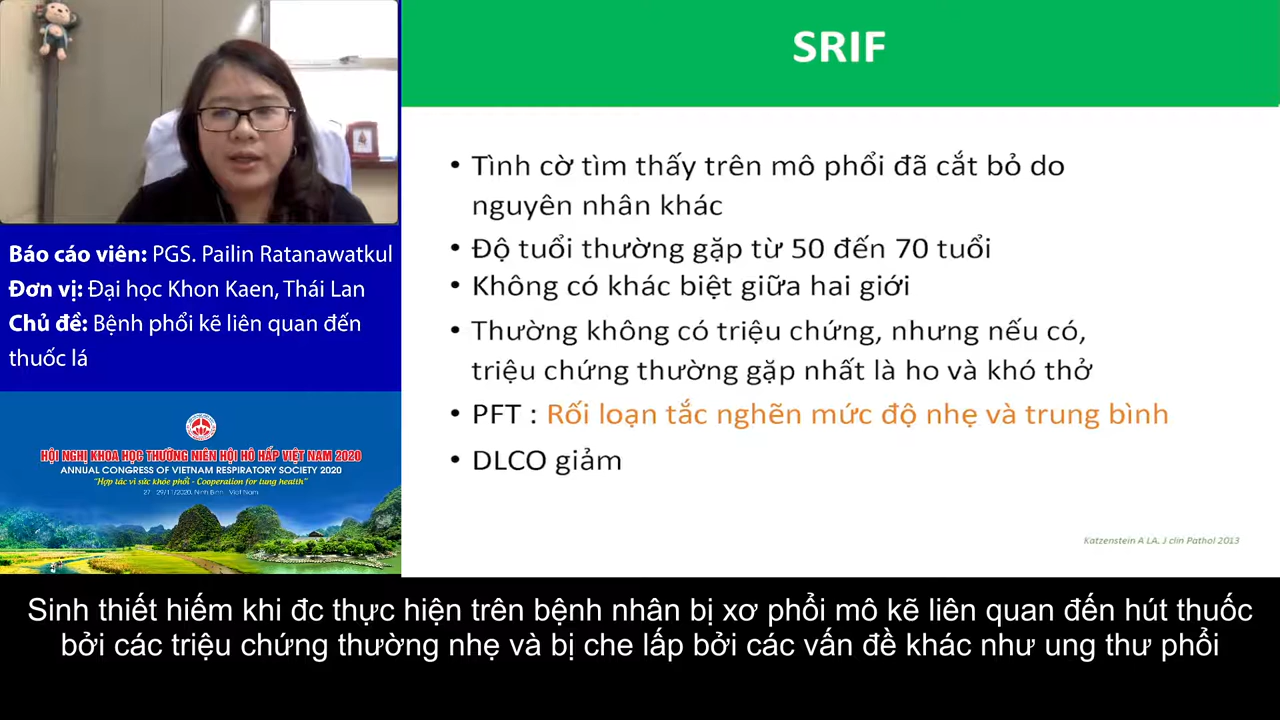 SRIF
• Tình cờ tìm thấy trên mô phổi đã cắt bỏ do
nguyên nhân khác
• Độ tuổi thường gặp từ 50 đến 70 tuổi
• Không có khác biệt giữa hai giới
• Thường không có triệu chứng, nhưng nếu có,
triệu chứng thường gặp nhất là ho và khó thở
• PFT : Rối loạn tắc nghẽn mức độ nhẹ và trung bình
• DLCO giảm
Katzenstein A LA, J clin Pathol 2013
Báo cáo viên: PGS. Pailin Ratanawatkul
Đơn vị: Đại học Khon Kaen, Thái Lan
Chủ đề: Bệnh phổi kẽ liên quan đến
thuốc lá
HỘI NGHỊ KHOA HỌC THƯỜNG NIÊN HỘI HÔ HẤP VIỆT NAM 2020
ANNUAL CONGRESS OF VIETNAM RESPIRATORY SOCIETY 2020
"Hợp tác vì sức khỏe phổi - Cooperation for lung health"
27 - 29/11/2020, Ninh Bình - Việt Nam
Sinh thiết hiếm khi đc thực hiện trên bệnh nhân bị xơ phổi mô kẽ liên quan đến hút thuốc
bởi các triệu chứng thường nhẹ và bị che lấp bởi các vấn đề khác như ung thư phổi